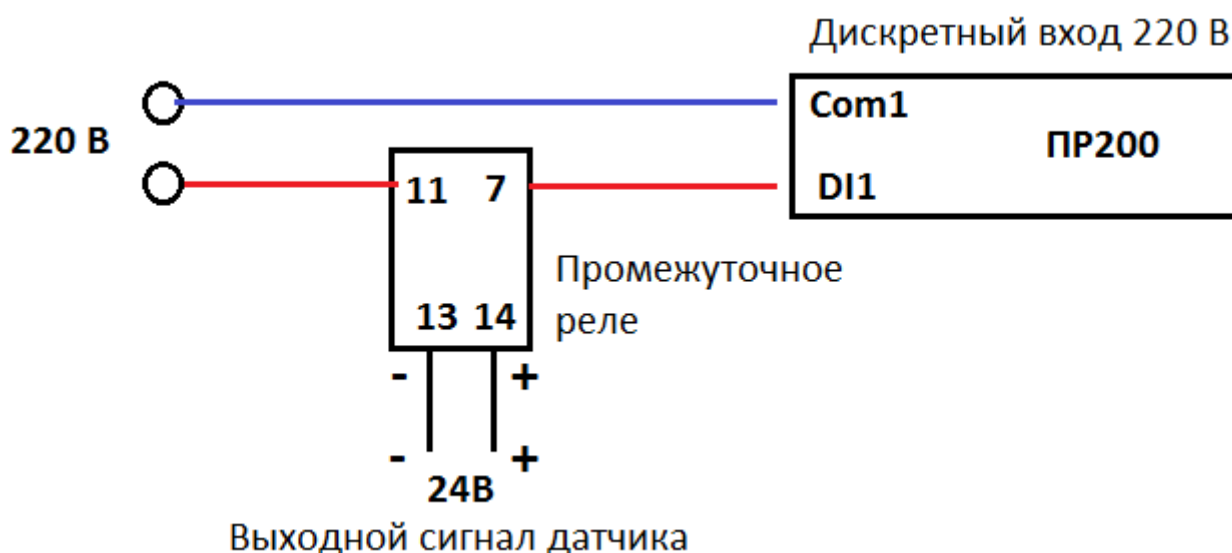 Дискретный вход 220 В
Com1
220 В
ПР200
11 7
DI1
Промежуточное
реле
13 14
- +
- +
24В
Выходной сигнал датчика